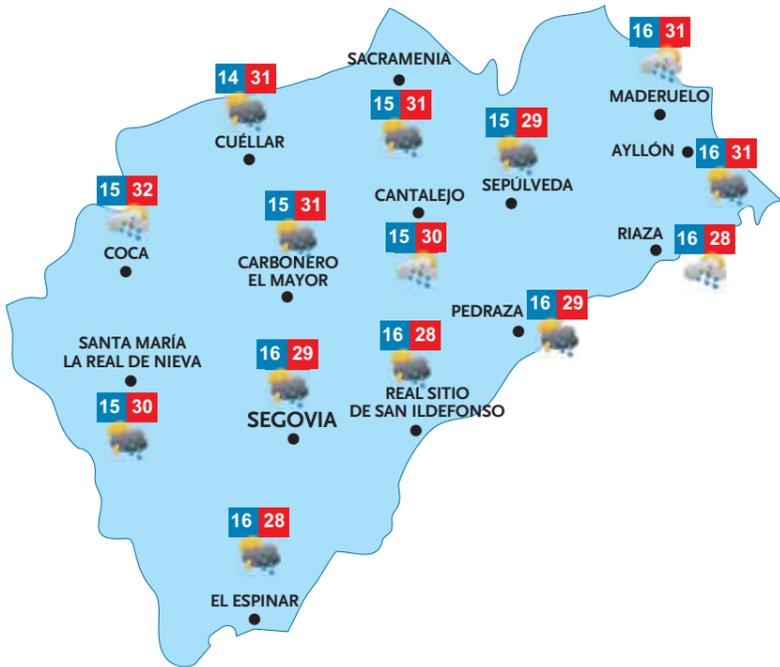 16 31
MADERUELO
SACRAMENIA
15 31
14 31
CUÉLLAR
15 29
SEPÚLVEDA
AYLLÓN
16 31
15 32
COCA
15 31
CARBONERO
EL MAYOR
CANTALEJO
15 30
RIAZA
16 28
PEDRAZA
16 29
SANTA MARÍA
LA REAL DE NIEVA
15 30
16 29
SEGOVIA
16 28
REAL SITIO
DE SAN ILDEFONSO
16 28
EL ESPINAR